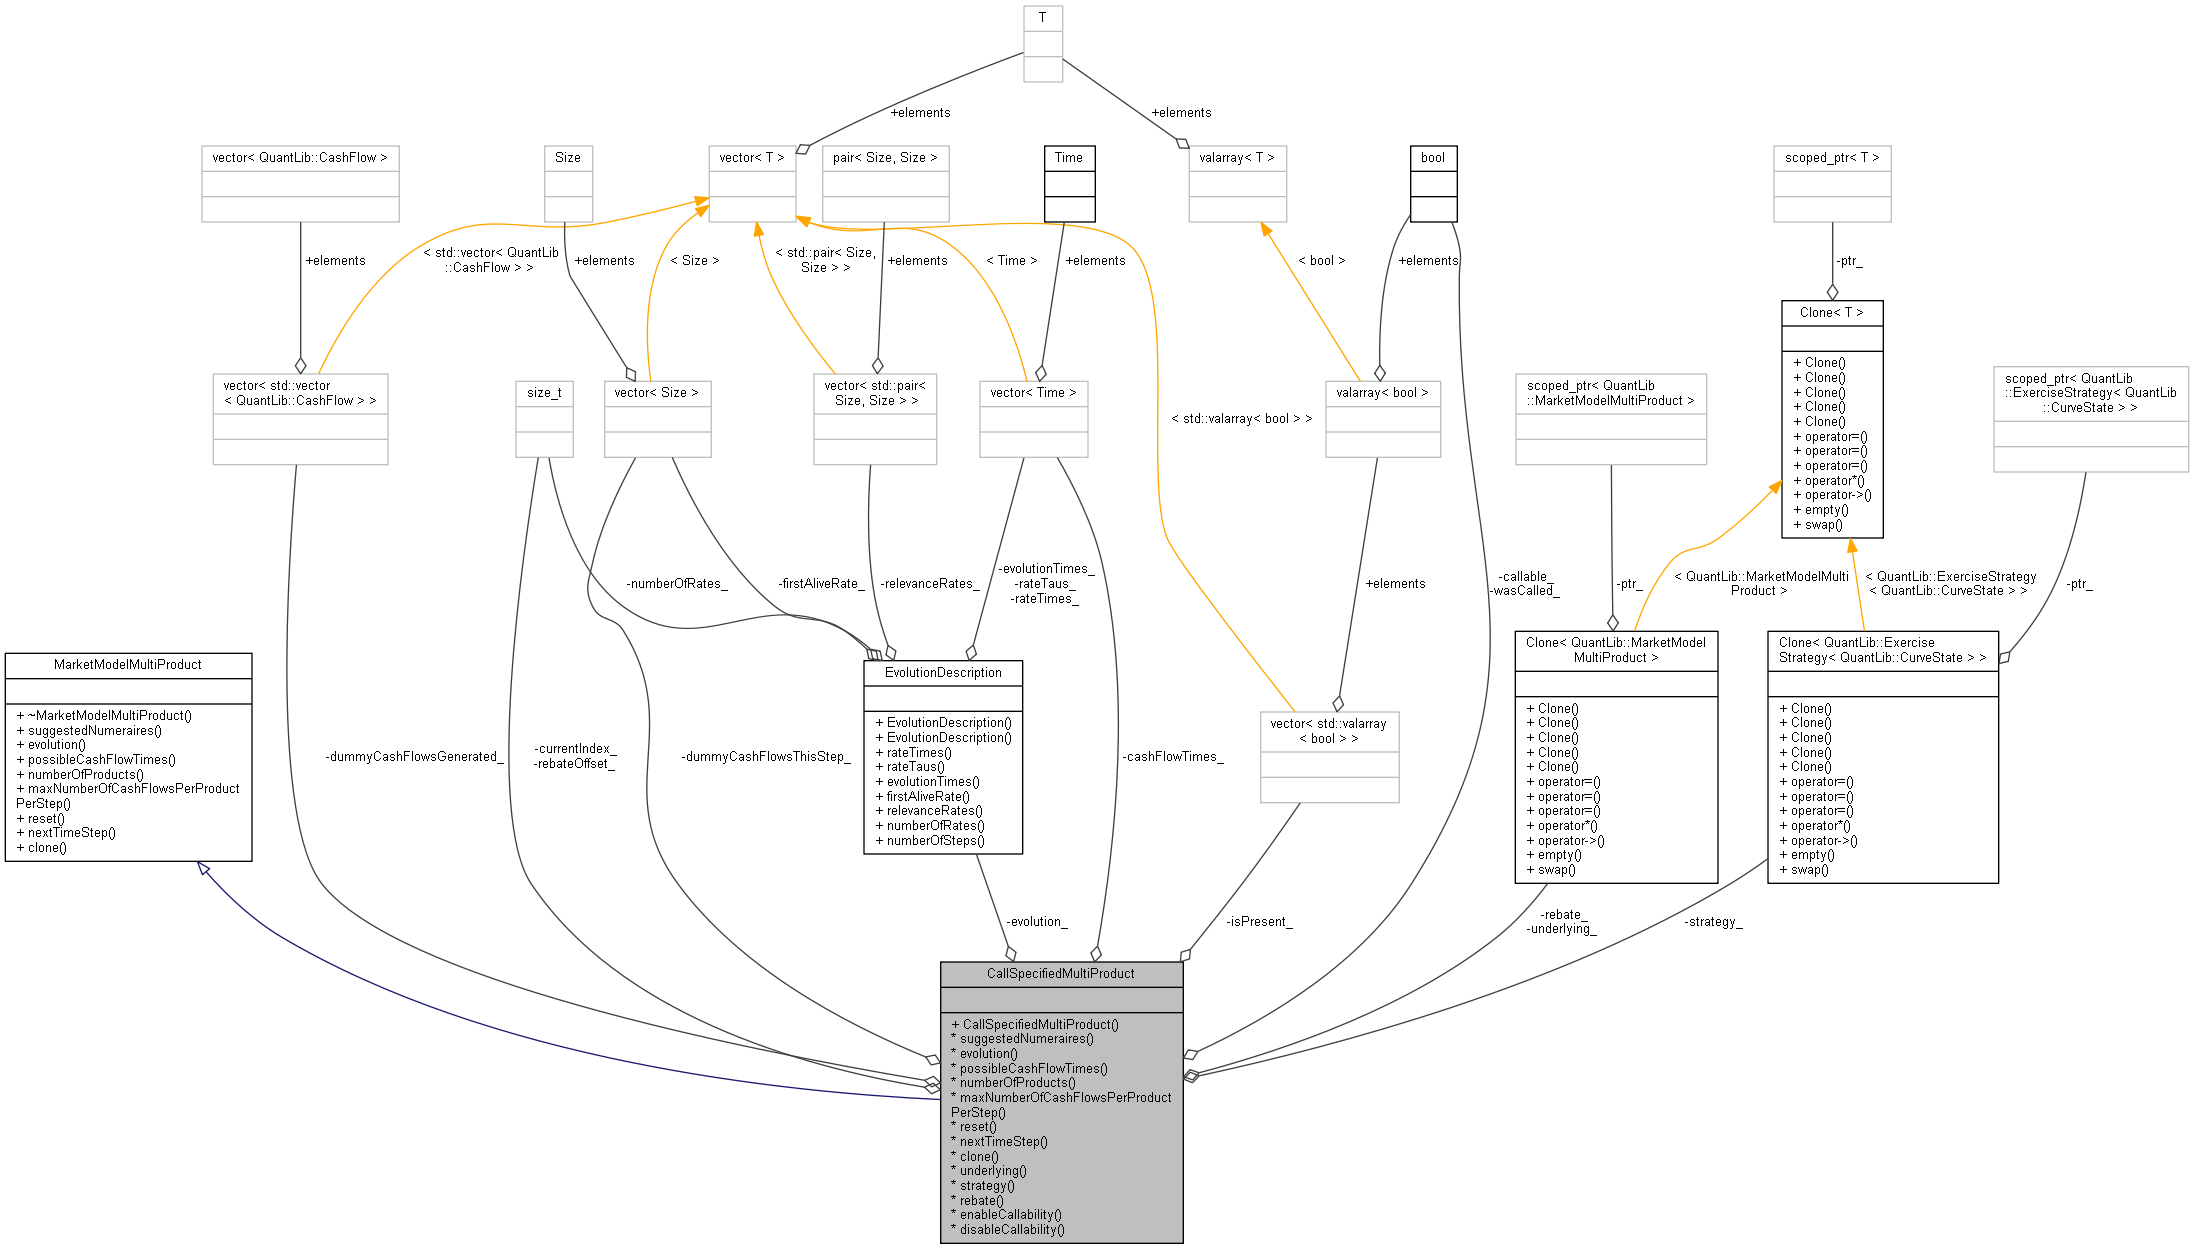 T
+elements
+elements
vector< QuantLib::CashFlow >
Size
vector< T >
pair< Size, Size >
Time
valarray< T >
bool
scoped_ptr< T >
+elements
< std::vector< QuantLib
::CashFlow > >
+elements
< Size >
< std::pair< Size,
Size > >
+elements
< Time >
+elements
< bool >
+elements
-ptr_
Clone< T >
+ Clone()
+ Clone()
+ Clone()
+ Clone()
+ Clone()
+ operator=()
+ operator=()
+ operator=()
+ operator*()
+ operator->()
+ empty()
+ swap()
vector< std::vector
< QuantLib::CashFlow > >
size_t
vector< Size >
vector< std::pair<
Size, Size > >
vector< Time >
< std::valarray< bool > >
valarray< bool >
scoped_ptr< QuantLib
::MarketModelMultiProduct >
scoped_ptr< QuantLib
::ExerciseStrategy< QuantLib
::CurveState > >
-numberOfRates_
-firstAliveRate_
-relevanceRates_
-evolutionTimes_
-rateTaus_
-rateTimes_
+elements
-callable_
-wasCalled_
-ptr_
< QuantLib::MarketModelMulti
Product >
< QuantLib::ExerciseStrategy
< QuantLib::CurveState > >
-ptr_
MarketModelMultiProduct
+ ~MarketModelMultiProduct()
+ suggestedNumeraires()
+ evolution()
+ possibleCashFlowTimes()
+ numberOfProducts()
+ maxNumberOfCashFlowsPerProduct
PerStep()
+ reset()
+ nextTimeStep()
+ clone()
-dummyCashFlowsGenerated_
-currentIndex_
-rebateOffset_
-dummyCashFlowsThisStep_
EvolutionDescription
+ EvolutionDescription()
+ EvolutionDescription()
+ rateTimes()
+ rateTaus()
+ evolutionTimes()
+ firstAliveRate()
+ relevanceRates()
+ numberOfRates()
+ numberOfSteps()
-cashFlowTimes_
vector< std::valarray
< bool > >
Clone< QuantLib::MarketModel
MultiProduct >
+ Clone()
+ Clone()
+ Clone()
+ Clone()
+ Clone()
+ operator=()
+ operator=()
+ operator=()
+ operator*()
+ operator->()
+ empty()
+ swap()
Clone< QuantLib::Exercise
Strategy< QuantLib::CurveState > >
+ Clone()
+ Clone()
+ Clone()
+ Clone()
+ Clone()
+ operator=()
+ operator=()
+ operator=()
+ operator*()
+ operator->()
+ empty()
+ swap()
-evolution_
-isPresent_
-rebate_
-underlying_
-strategy_
CallSpecifiedMultiProduct
+ CallSpecifiedMultiProduct()
* suggestedNumeraires()
* evolution()
* possibleCashFlowTimes()
* numberOfProducts()
* maxNumberOfCashFlowsPerProduct
PerStep()
* reset()
* nextTimeStep()
* clone()
* underlying()
* strategy()
* rebate()
* enableCallability()
* disableCallability()